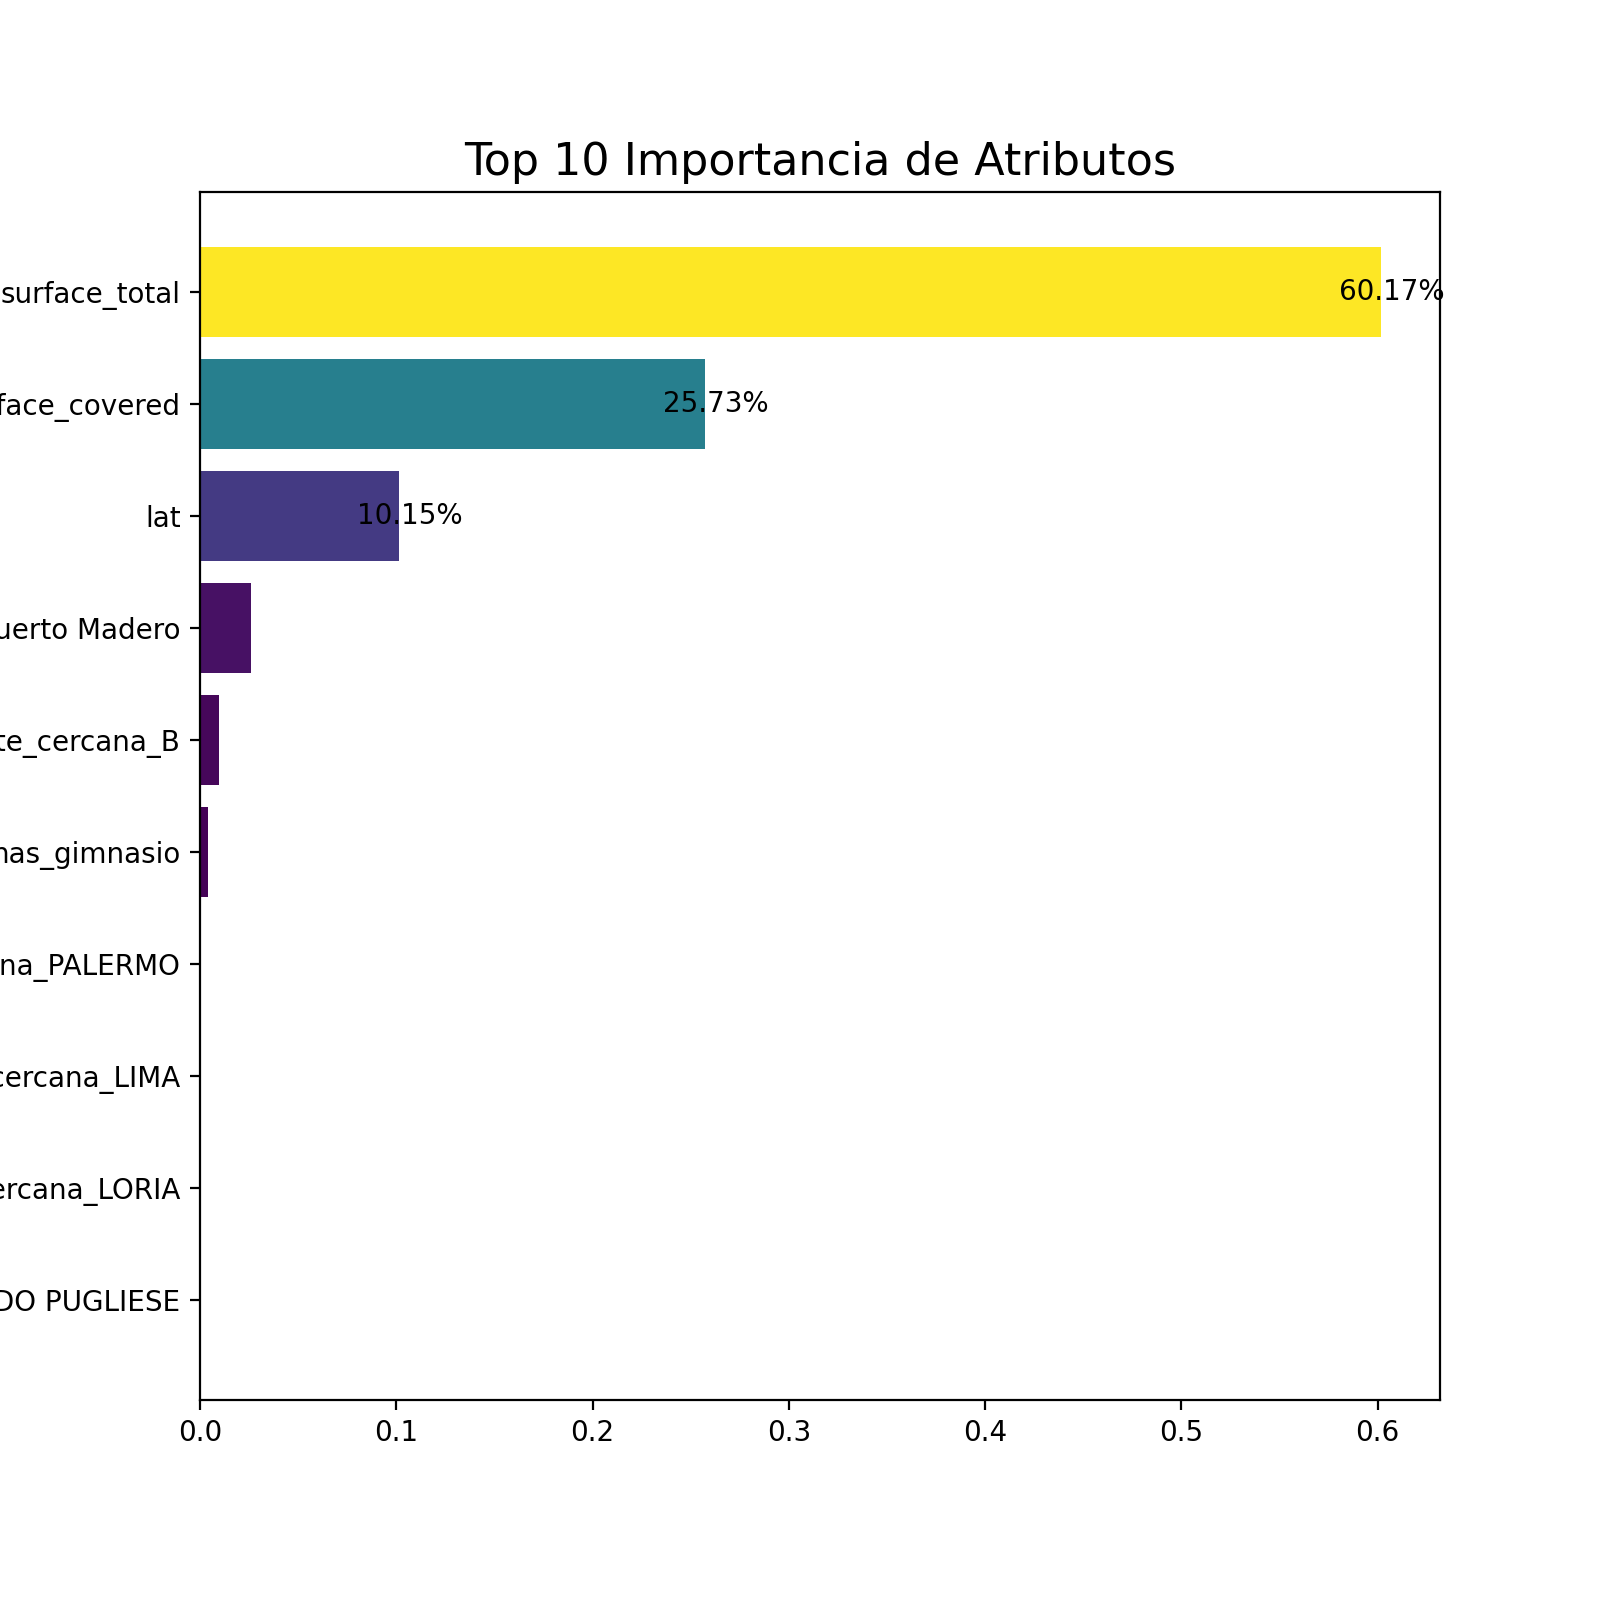 Top 10 Importancia de Atributos
surface_total
60.17%
face_covered
25.73%
lat
10.15%
uerto Madero
te_cercana_B
nas_gimnasio
na_PALERMO
cercana_LIMA
ercana_LORIA
DO PUGLIESE
0.0 0.1 0.2 0.3 0.4 0.5 0.6